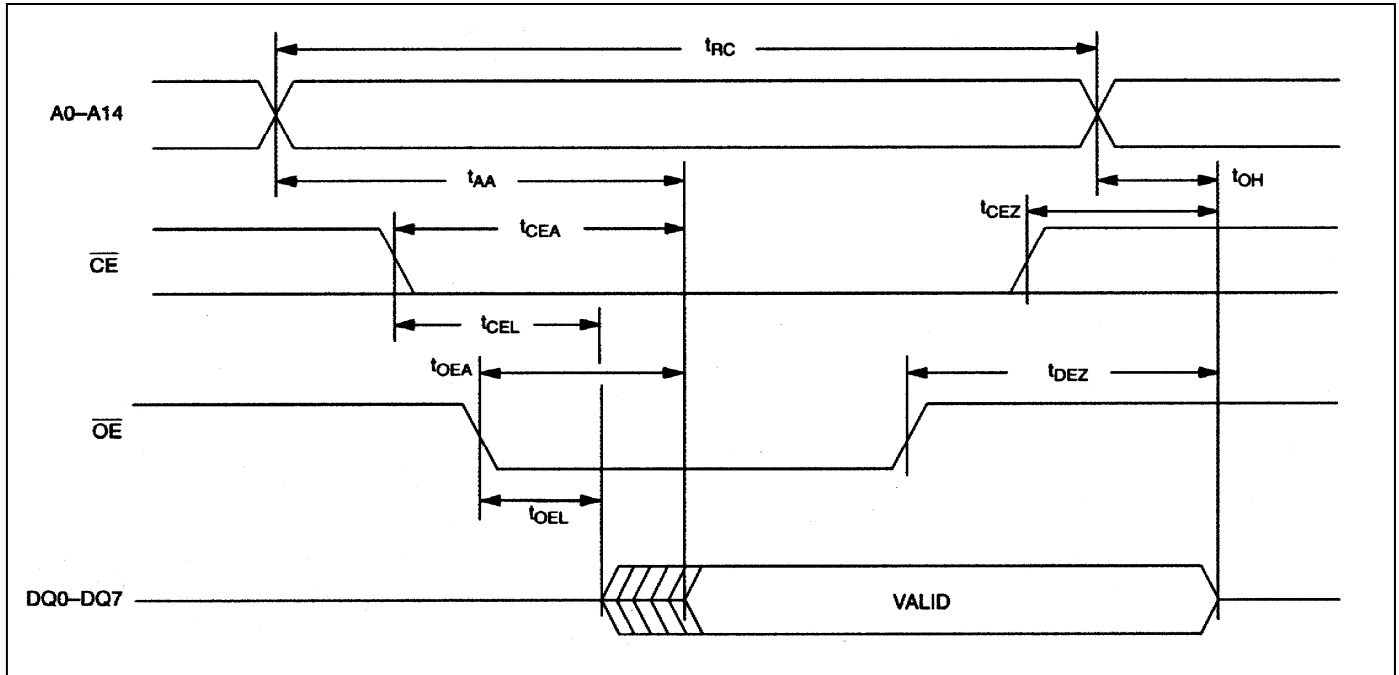 tRC
A0–A14
tAA
tOH
tCEZ
tCEA
CE
tCEL
tOEA
tDEZ
OE
tOEL
DQ0–DQ7
VALID